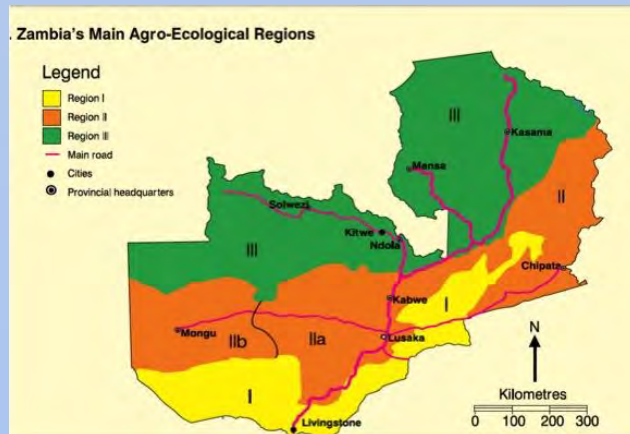 . Zambia's Main Agro-Ecological Regions
Legend
Region I
Region II
Region III
Main road
Cities
Provincial headquarters
III
Kasama
Mansa
II
Solwezi
Kitwe
Ndola
III
Chipata
I
Kabwe
Mongu
IIb
IIa
Lusaka
I
Livingstone
N
Kilometres
0 100 200 300